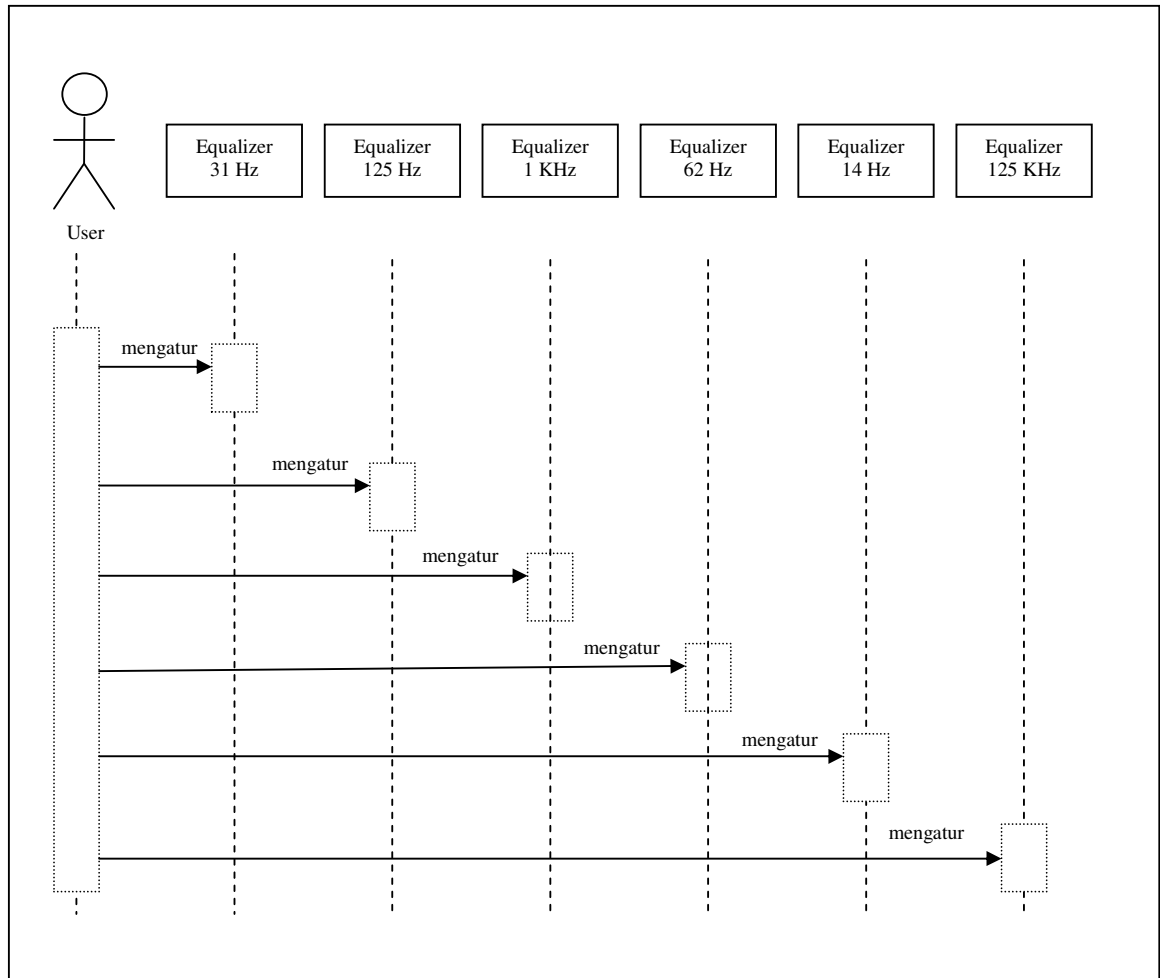 Equalizer
31 Hz
Equalizer
125 Hz
Equalizer
1 KHz
Equalizer
62 Hz
Equalizer
14 Hz
Equalizer
125 KHz
User
mengatur
mengatur
mengatur
mengatur
mengatur
mengatur